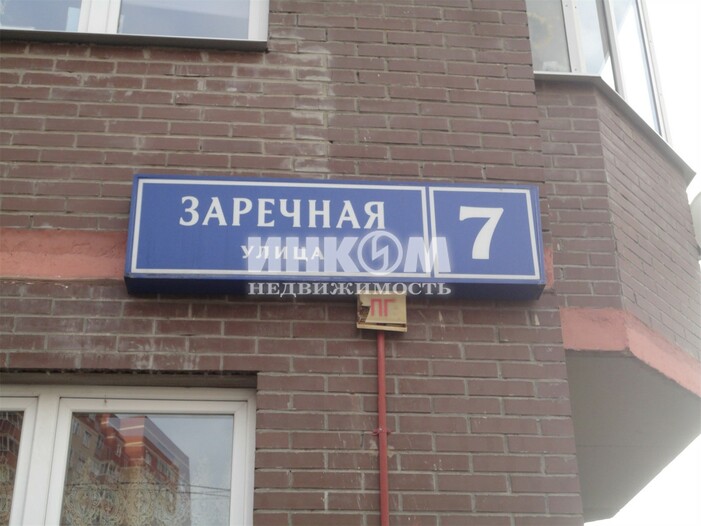 ЗАРЕЧНАЯ
УЛИЦА
7
ИНКОМ
НЕДВИЖИМОСТЬ
ПГ